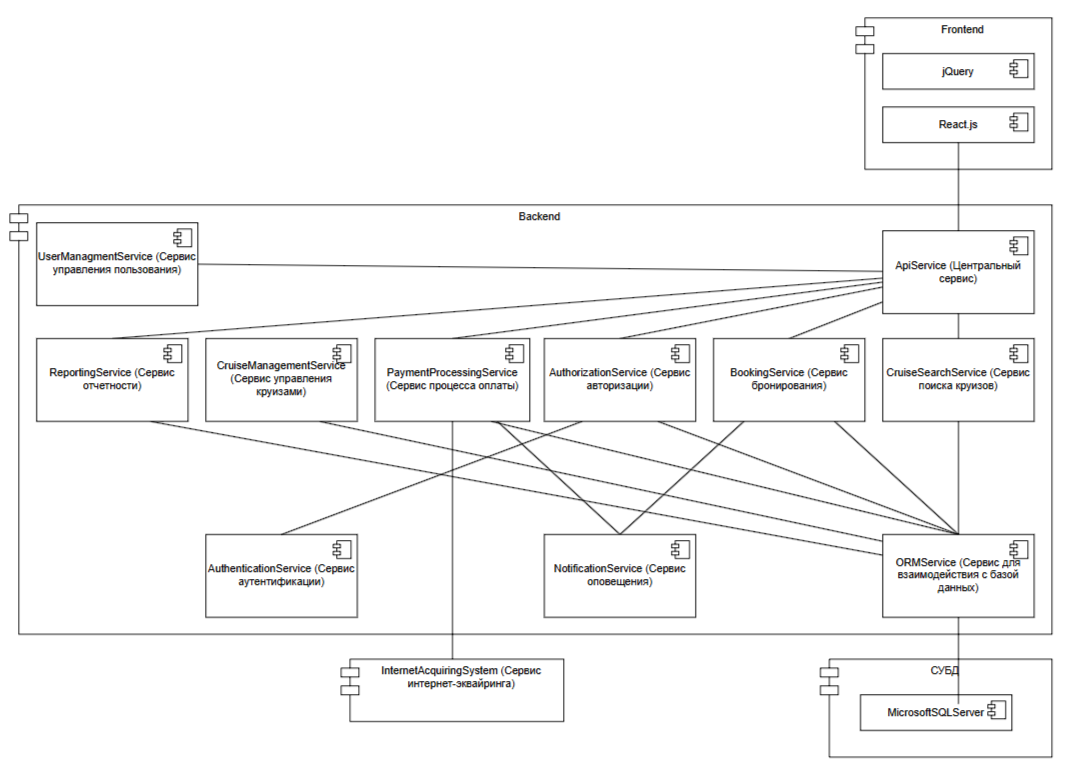 Frontend
jQuery
React.js
Backend
UserManagmentService (Сервис
управления пользования)
ApiService (Центральный
сервис)
ReportingService (Сервис
отчетности)
CruiseManagementService
(Сервис управления
круизами)
PaymentProcessingService
(Сервис процесса оплаты)
AuthorizationService (Сервис
авторизации)
BookingService (Сервис
бронирования)
CruiseSearchService (Сервис
поиска круизов)
AuthenticationService (Сервис
аутентификации)
NotificationService (Сервис
оповещения)
ORMService (Сервис для
взаимодействия с базой
данных)
InternetAcquiringSystem (Сервис
интернет-эквайринга)
СУБД
MicrosoftSQLServer